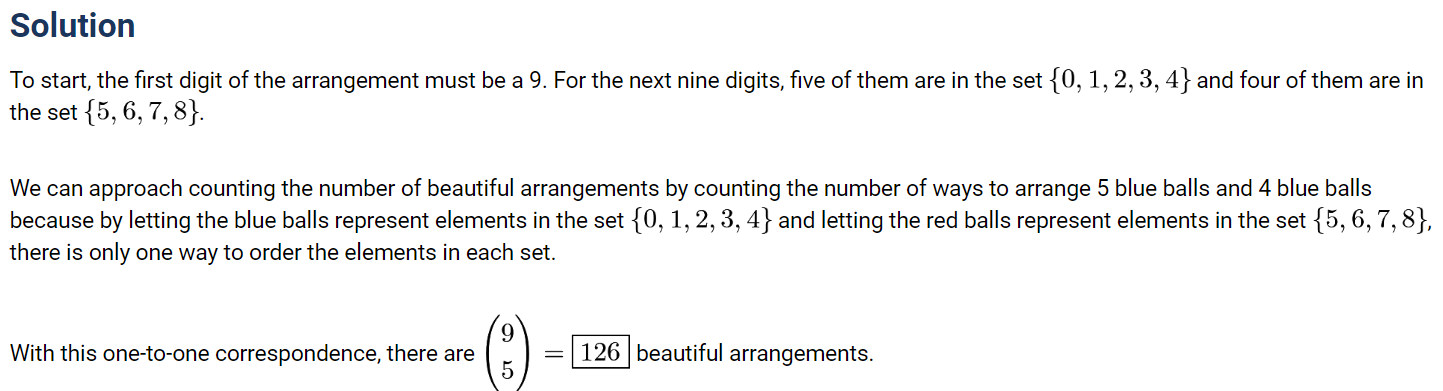 Solution
To start, the first digit of the arrangement must be a 9. For the next nine digits, five of them are in the set {0, 1, 2, 3, 4} and four of them are in
the set {5, 6, 7, 8}.
We can approach counting the number of beautiful arrangements by counting the number of ways to arrange 5 blue balls and 4 blue balls
because by letting the blue balls represent elements in the set {0, 1, 2, 3, 4} and letting the red balls represent elements in the set {5, 6, 7, 8},
there is only one way to order the elements in each set.
With this one-to-one correspondence, there are (9 5) = 126 beautiful arrangements.